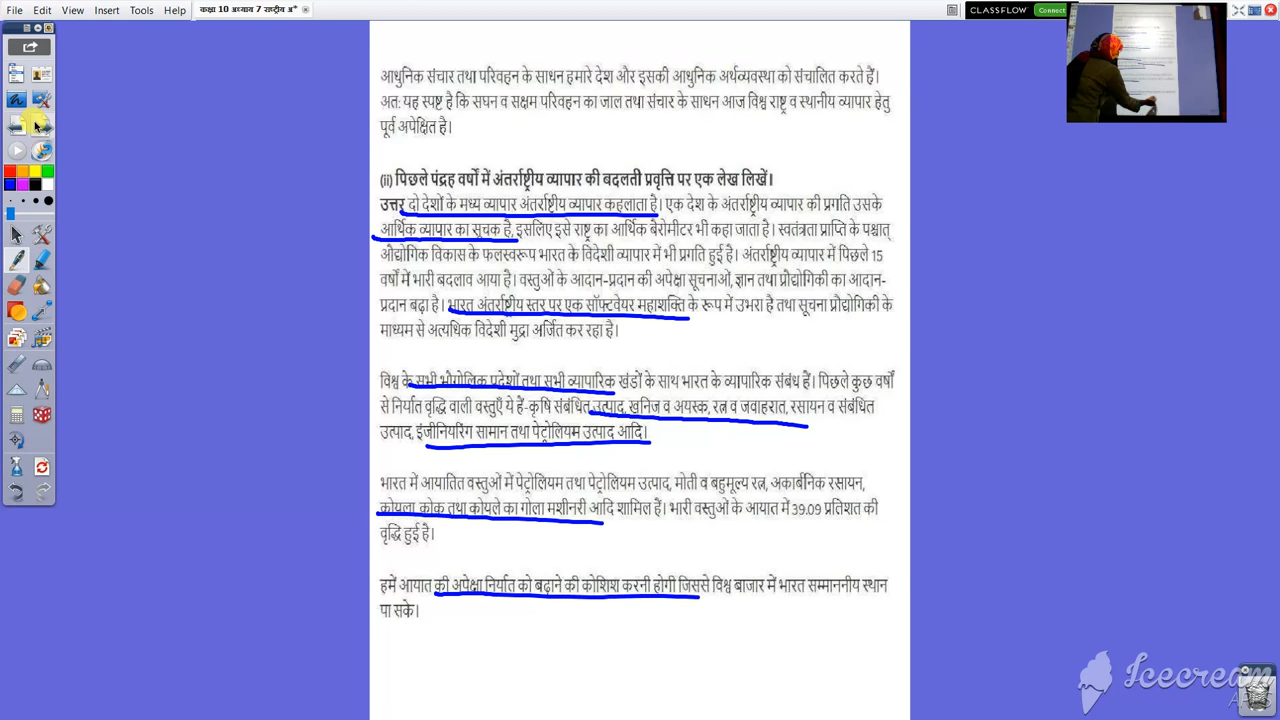 File Edit View Insert Tools Help कक्षा 10 अध्याय 7 राष्ट्रीय अ*
CLASSFLOW Connect
आधुनिक संचार तथा परिवहनके साधन हमारे देश और इसकी आधुनिक अर्थव्यवस्था को संचालित करते हैं।
अत: यह स्पष्ट है कि सघन व सक्षम परिवहन का जाल तथा संचार के साधन आज विश्व राष्ट्र व स्थानीय व्यापार हेतु
पूर्व अपेक्षित है।
(ii) पिछले पंद्रह वर्षों में अंतर्राष्ट्रीय व्यापार की बदलती प्रवृत्ति पर एक लेख लिखें।
उत्तर दो देशों के मध्य व्यापार अंतर्राष्ट्रीय व्यापार कहलाता है। एक देश के अंतर्राष्ट्रीय व्यापार की प्रगति उसके
आर्थिक व्यापार का सूचक है, इसलिए इसे राष्ट्र का आर्थिक बैरोमीटर भी कहा जाता है। स्वतंत्रता प्राप्ति के पश्चात्
औद्योगिक विकास के फलस्वरूप भारत के विदेशी व्यापार में भी प्रगति हुई है। अंतर्राष्ट्रीय व्यापार में पिछले 15
वर्षों में भारी बदलाव आया है। वस्तुओं के आदान-प्रदान की अपेक्षा सूचनाओं, ज्ञान तथा प्रौद्योगिकी का आदान-
प्रदान बढ़ा है। भारत अंतर्राष्ट्रीय स्तर पर एक सॉफ्टवेयर महाशक्ति के रूप में उभरा है तथा सूचना प्रौद्योगिकी के
माध्यम से अत्यधिक विदेशी मुद्रा अर्जित कर रहा है।
विश्व के सभी भौगोलिक प्रदेशों तथा सभी व्यापारिक खंडों के साथ भारत के व्यापारिक संबंध हैं। पिछले कुछ वर्षों
से निर्यात वृद्धि वाली वस्तुएँ ये हैं-कृषि संबंधित उत्पाद, खनिज व अयस्क, रत्न व जवाहरात, रसायन व संबंधित
उत्पाद, इंजीनियरिंग सामान तथा पेट्रोलियम उत्पाद आदि।
भारत में आयातित वस्तुओं में पेट्रोलियम तथा पेट्रोलियम उत्पाद, मोती व बहुमूल्य रत्न, अकार्बनिक रसायन,
कोयला कोक तथा कोयले का गोला मशीनरी आदि शामिल हैं। भारी वस्तुओं के आयात में 39.09 प्रतिशत की
वृद्धि हुई है।
हमें आयात की अपेक्षा निर्यात को बढ़ाने की कोशिश करनी होगी जिससे विश्व बाजार में भारत सम्माननीय स्थान
पा सके।
Icecream
APPS